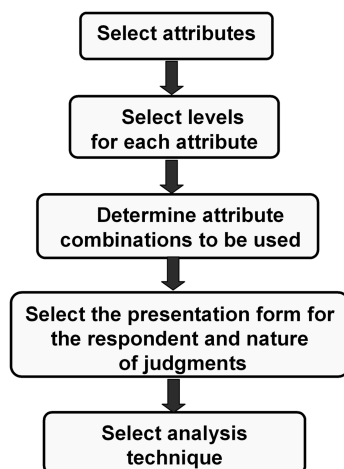 Select attributes
Select levels
for each attribute
Determine attribute
combinations to be used
Select the presentation form for
the respondent and nature
of judgments
Select analysis
technique